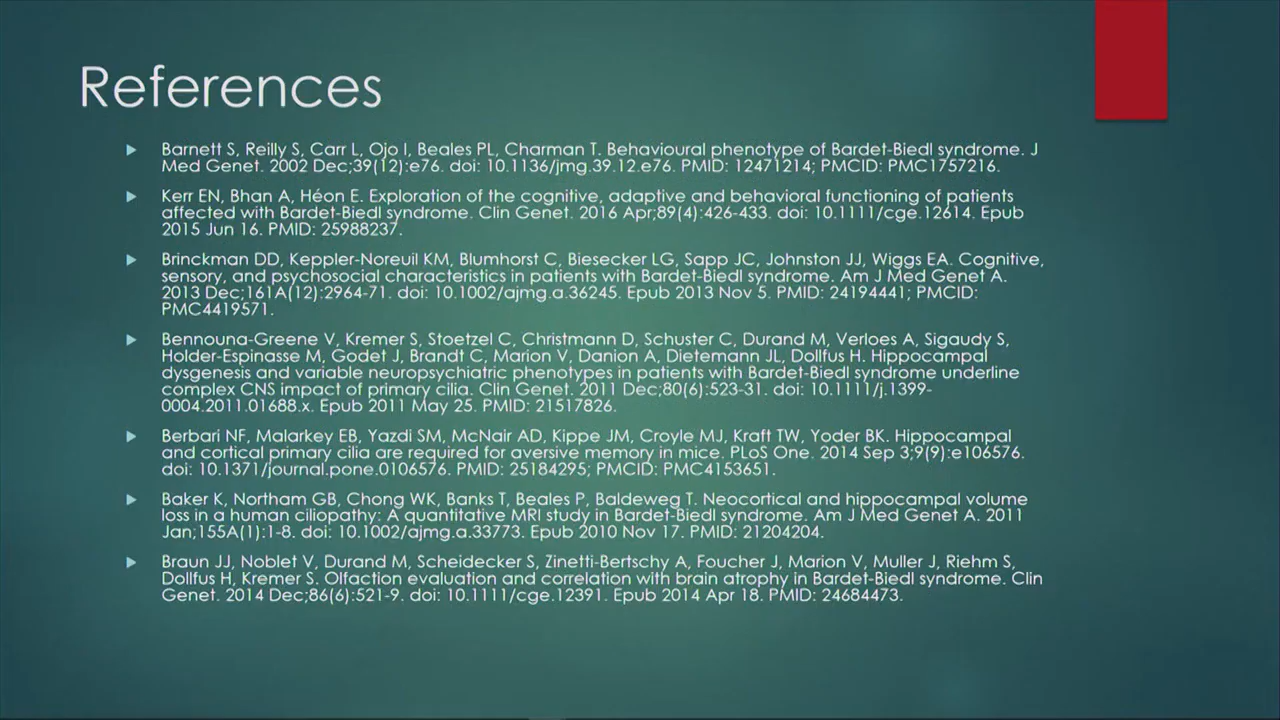 References
Barnett S, Reilly S, Carr L, Ojo I, Beales PL, Charman T. Behavioural phenotype of Bardet-Biedl syndrome. J
Med Genet. 2002 Dec;39(12):e76. doi: 10.1136/jmg.39.12.e76. PMID: 12471214; PMCID: PMC1757216.
Kerr EN, Bhan A, Héon E. Exploration of the cognitive, adaptive and behavioral functioning of patients
affected with Bardet-Biedl syndrome. Clin Genet. 2016 Apr;89(4):426-433. doi: 10.1111/cge.12614. Epub
2015 Jun 16. PMID: 25988237.
Brinckman DD, Keppler-Noreuil KM, Blumhorst C, Biesecker LG, Sapp JC, Johnston JJ, Wiggs EA. Cognitive,
sensory, and psychosocial characteristics in patients with Bardet-Biedl syndrome. Am J Med Genet A.
2013 Dec;161A(12):2964-71. doi: 10.1002/ajmg.a.36245. Epub 2013 Nov 5. PMID: 24194441; PMCID:
PMC4419571.
Bennouna-Greene V, Kremer S, Stoetzel C, Christmann D, Schuster C, Durand M, Verloes A, Sigaudy S,
Holder-Espinasse M, Godet J, Brandt C, Marion V, Danion A, Dietemann JL, Dollfus H. Hippocampal
dysgenesis and variable neuropsychiatric phenotypes in patients with Bardet-Biedl syndrome underline
complex CNS impact of primary cilia. Clin Genet. 2011 Dec;80(6):523-31. doi: 10.1111/j.1399-
0004.2011.01688.x. Epub 2011 May 25. PMID: 21517826.
Berbari NF, Malarkey EB, Yazdi SM, McNair AD, Kippe JM, Croyle MJ, Kraft TW, Yoder BK. Hippocampal
and cortical primary cilia are required for aversive memory in mice. PLoS One. 2014 Sep 3;9(9):e106576.
doi: 10.1371/journal.pone.0106576. PMID: 25184295; PMCID: PMC4153651.
Baker K, Northam GB, Chong WK, Banks T, Beales P, Baldeweg T. Neocortical and hippocampal volume
loss in a human ciliopathy: A quantitative MRI study in Bardet-Biedl syndrome. Am J Med Genet A. 2011
Jan;155A(1):1-8. doi: 10.1002/ajmg.a.33773. Epub 2010 Nov 17. PMID: 21204204.
Braun JJ, Noblet V, Durand M, Scheidecker S, Zinetti-Bertschy A, Foucher J, Marion V, Muller J, Riehm S,
Dollfus H, Kremer S. Olfaction evaluation and correlation with brain atrophy in Bardet-Biedl syndrome. Clin
Genet. 2014 Dec;86(6):521-9. doi: 10.1111/cge.12391. Epub 2014 Apr 18. PMID: 24684473.